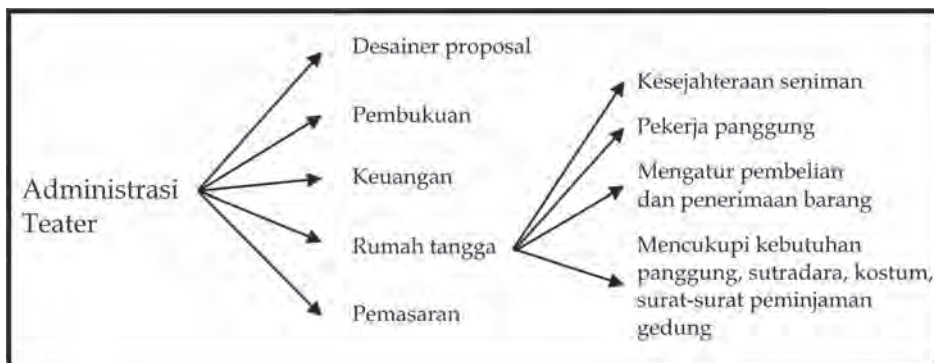 Administrasi
Teater
Desainer proposal
Pembukuan
Keuangan
Rumah tangga
Pemasaran
Kesejahteraan seniman
Pekerja panggung
Mengatur pembelian
dan penerimaan barang
Mencukupi kebutuhan
panggung, sutradara, kostum,
surat-surat peminjaman
gedung